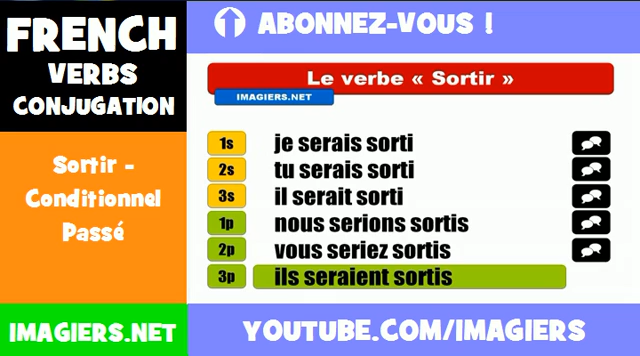 FRENCH
VERBS
CONJUGATION
Sortir -
Conditionnel
Passé
IMAGIERS.NET
ABONNEZ-VOUS !
Le verbe « Sortir »
IMAGIERS.NET
1s je serais sorti
2s tu serais sorti
3s il serait sorti
1p nous serions sortis
2p vous seriez sortis
3p ils seraient sortis
YOUTUBE.COM/IMAGIERS